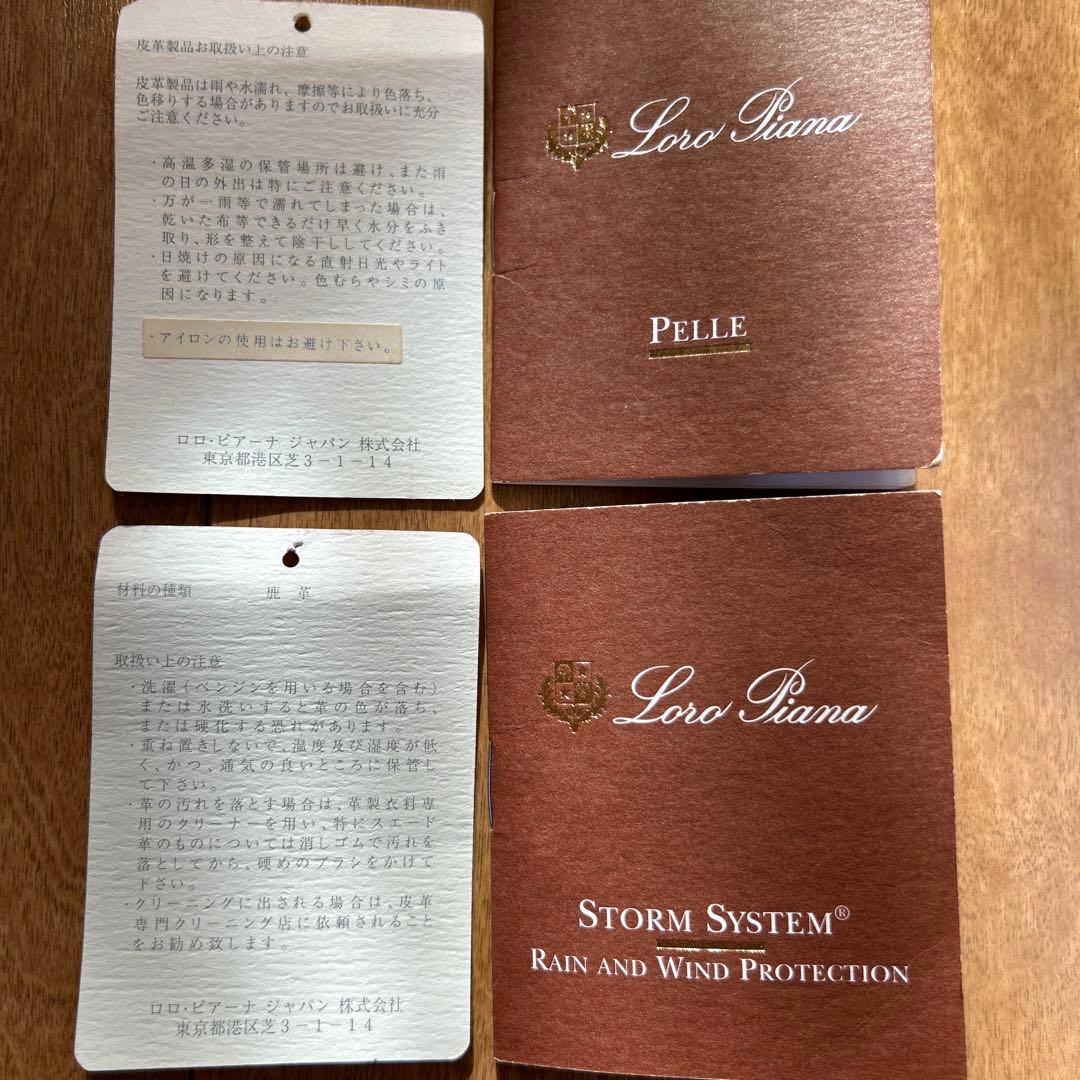 皮革製品お取扱い上の注意
皮革製品は雨や水濡れ、摩擦等により色落ち、
色移りする場合がありますのでお取扱いに充分
ご注意ください。
・高温多湿の保管場所は避け、また雨
の日の外出は特にご注意ください。
・万が一雨等で濡れてしまった場合は、
乾いた布等でできるだけ早く水分をふき
取り、形を整えて陰干ししてください。
・日焼けの原因になる直射日光やライト
を避けてください。色むらやシミの原
因になります。
・アイロンの使用はお避け下さい。
ロロ・ピアーナ ジャパン 株式会社
東京都港区芝3-1-14
Loro Piana
PELLE
材料の種類 鹿 革
取扱い上の注意
・洗濯(ベンジンを用いる場合を含む)
または水洗いすると革の色が落ち、
または硬化する恐れがあります。
・重ね置きしないで、温度及び湿度が低
く、かつ、通気の良いところに保管し
て下さい。
・革の汚れを落とす場合は、革製衣料専
用のクリーナーを用い、特にスエード
革のものについては消しゴムで汚れを
落としてから、硬めのブラシをかけて
下さい。
・クリーニングに出される場合は、皮革
専門クリーニング店に依頼されること
をお勧め致します。
ロロ・ピアーナ ジャパン 株式会社
東京都港区芝3-1-14
Loro Piana
STORM SYSTEM®
RAIN AND WIND PROTECTION